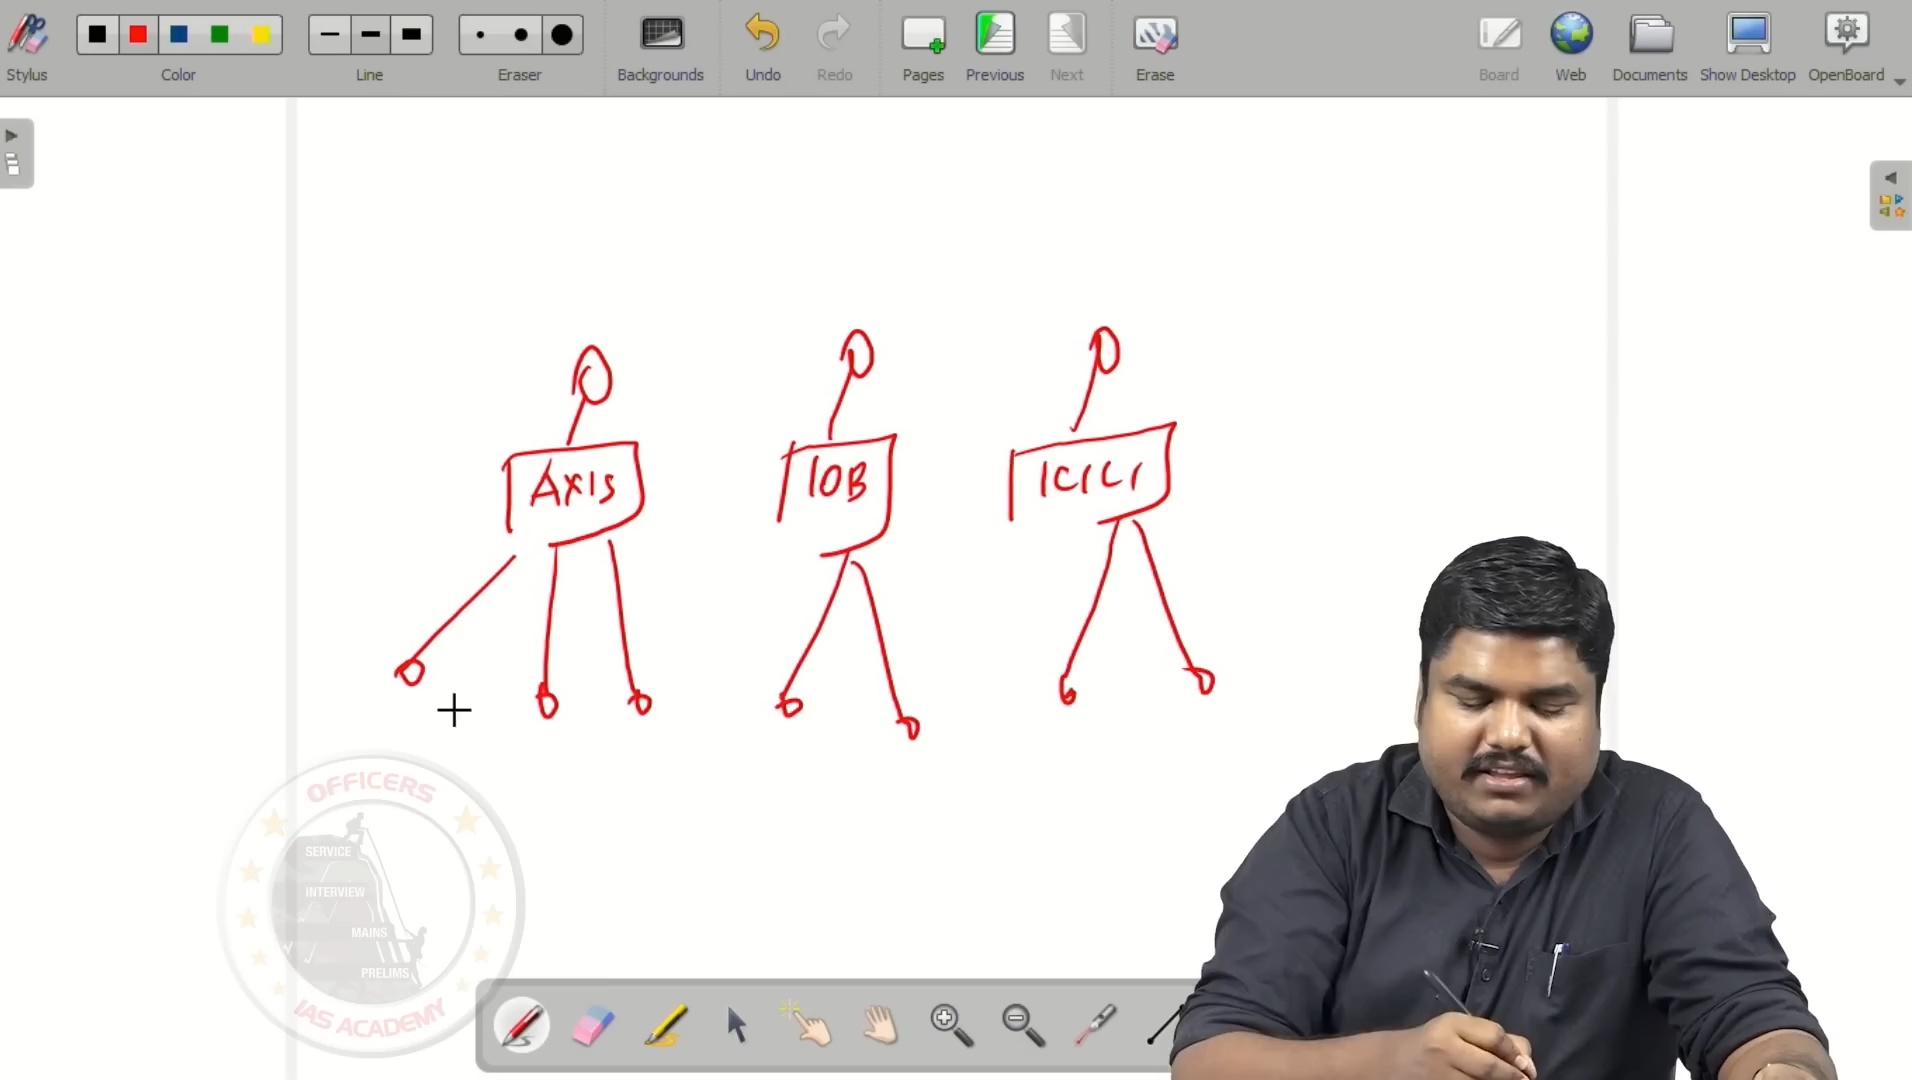 Stylus
Color
Line
Eraser
Backgrounds
Undo
Redo
Pages
Previous
Next
Erase
Board
Web
Documents
Show Desktop
OpenBoard
AXIS
IOB
ICICI
OFFICERS
SERVICE
INTERVIEW
MAINS
PRELIMS
IAS ACADEMY